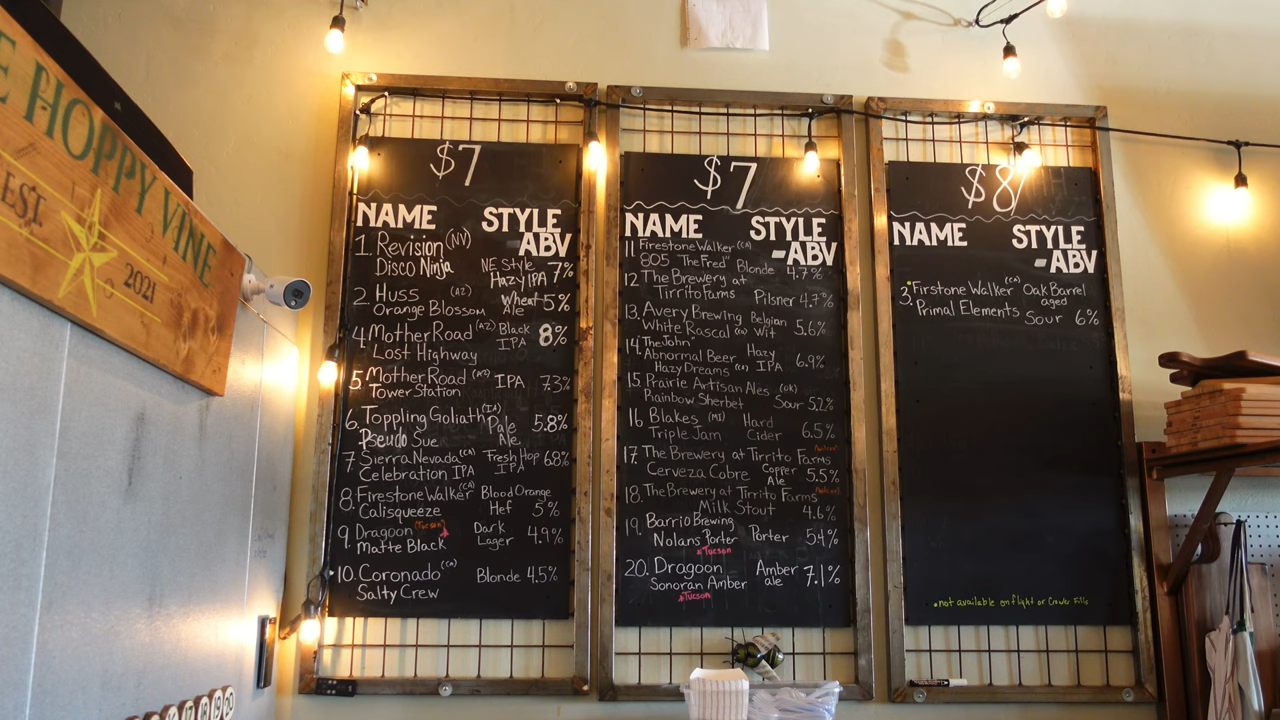 E HOPPY VINE
EST.
2021
$7
NAME STYLE
ABV
1. Revision (NV)
Disco Ninja NE Style Hazy IPA 7%
2. Huss (AZ) Wheat Ale 5%
Orange Blossom
4. Mother Road (AZ) Black IPA 8%
Lost Highway
5. Mother Road (AZ) IPA 7.3%
Tower Station
6. Toppling Goliath (IA) Pale Ale 5.8%
Pseudo Sue
7. Sierra Nevada (CA) Fresh Hop IPA 6.8%
Celebration IPA
8. Firestone Walker (CA) Blood Orange
Calisqueeze Hef 5%
9. Dragoon (Tucson) Dark Lager 4.9%
Matte Black
10. Coronado (CA) Blonde 4.5%
Salty Crew
$7
NAME STYLE
-ABV
11 Firestone Walker (CA)
805 "The Fred" Blonde 4.7%
12. The Brewery at
Tirrito Farms Pilsner 4.7%
13. Avery Brewing Belgian
White Rascal (CO) Wit 5.6%
14. "The John"
Abnormal Beer Hazy
Hazy Dreams (CA) IPA 6.9%
15. Prairie Artisan Ales (OK)
Rainbow Sherbet Sour 5.2%
16 Blakes (MI) Hard
Triple Jam Cider 6.5%
17. The Brewery at Tirrito Farms
Cerveza Cobre Copper Ale 5.5%
18. The Brewery at Tirrito Farms
Milk Stout 4.6%
19. Barrio Brewing
Nolans Porter Porter 5.4%
*Tucson
20. Dragoon Amber
Sonoran Amber ale 7.1%
*Tucson
$8
NAME STYLE
-ABV
3.* Firstone Walker (CA) Oak Barrel aged
Primal Elements Sour 6%
*not available on flight or Crower Fills
16 17 18 19 20